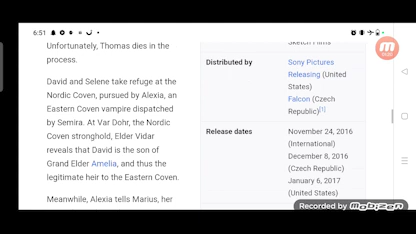 6:51
Unfortunately, Thomas dies in the
process.
David and Selene take refuge at the
Nordic Coven, pursued by Alexia, an
Eastern Coven vampire dispatched
by Semira. At Var Dohr, the Nordic
Coven stronghold, Elder Vidar
reveals that David is the son of
Grand Elder Amelia, and thus the
legitimate heir to the Eastern Coven.
Meanwhile, Alexia tells Marius, her
Sketch Films
Distributed by
Sony Pictures
Releasing (United
States)
Falcon (Czech
Republic)[1]
Release dates
November 24, 2016
(International)
December 8, 2016
(Czech Republic)
January 6, 2017
(United States)
Recorded by Mobizen